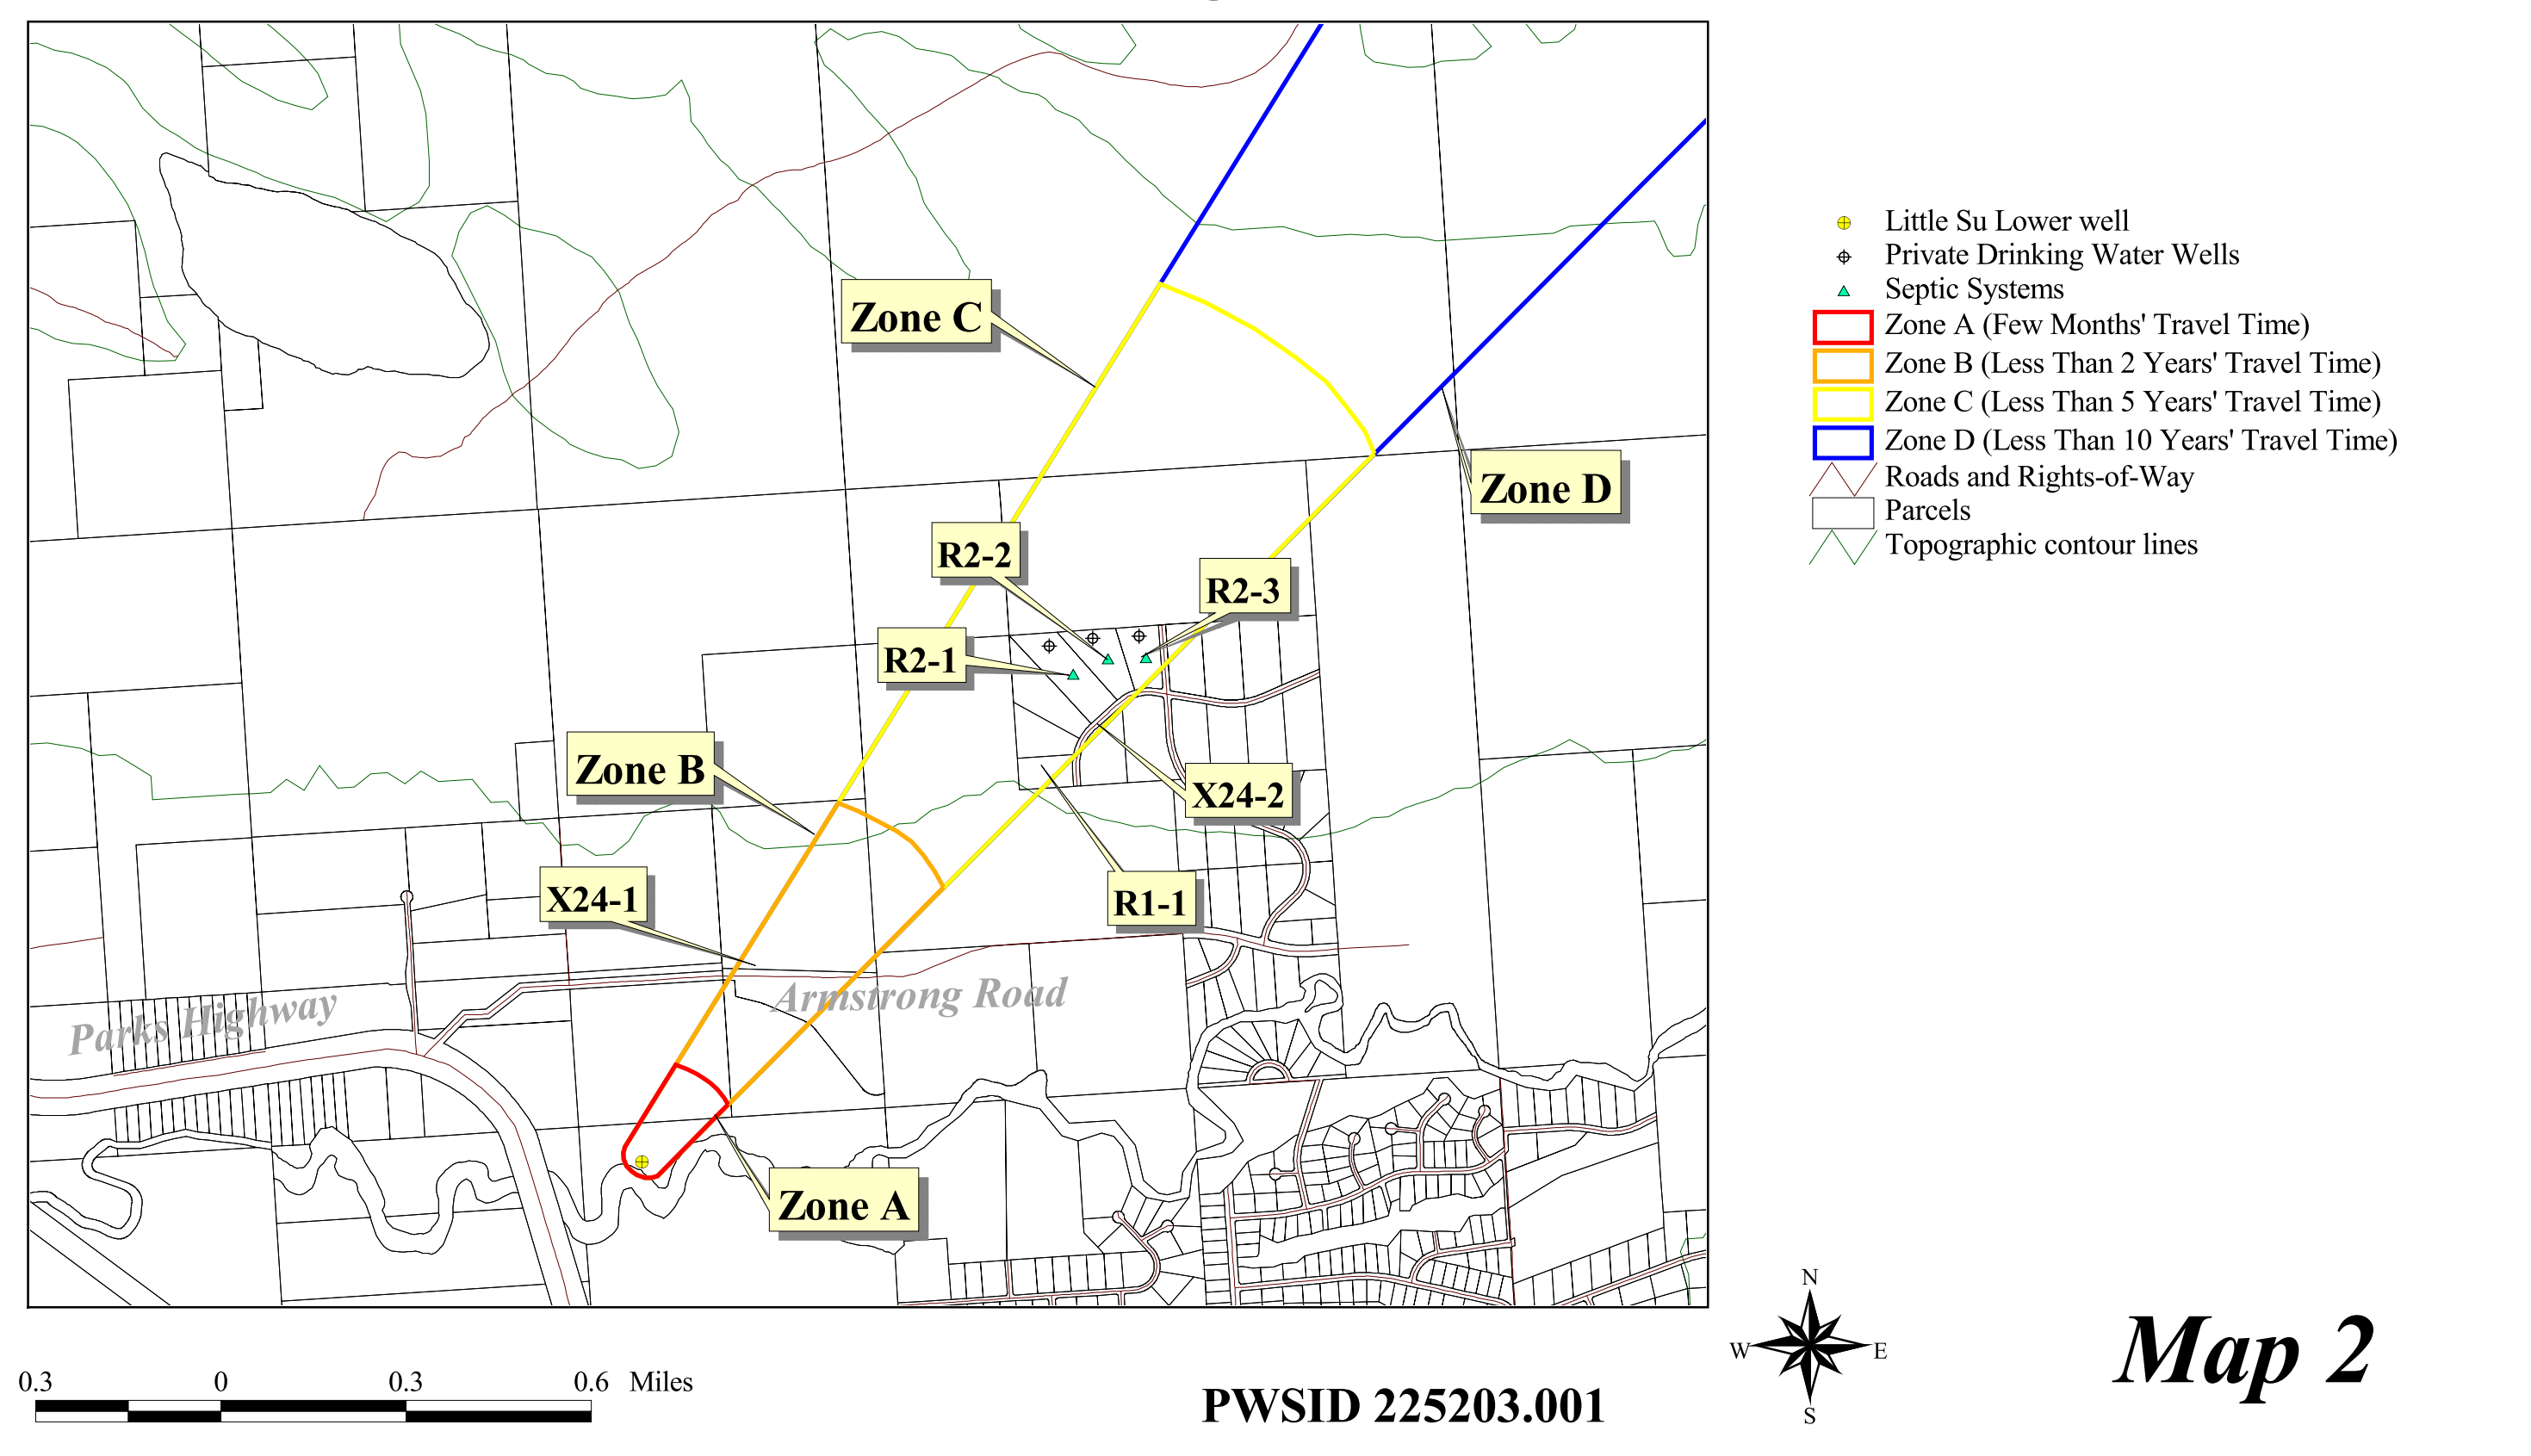 Zone C
Zone D
R2-2
R2-3
R2-1
Zone B
X24-2
X24-1
R1-1
Armstrong Road
Parks Highway
Zone A
Little Su Lower well
Private Drinking Water Wells
Septic Systems
Zone A (Few Months' Travel Time)
Zone B (Less Than 2 Years' Travel Time)
Zone C (Less Than 5 Years' Travel Time)
Zone D (Less Than 10 Years' Travel Time)
Roads and Rights-of-Way
Parcels
Topographic contour lines
N
W E
S
Map 2
0.3 0 0.3 0.6 Miles
PWSID 225203.001